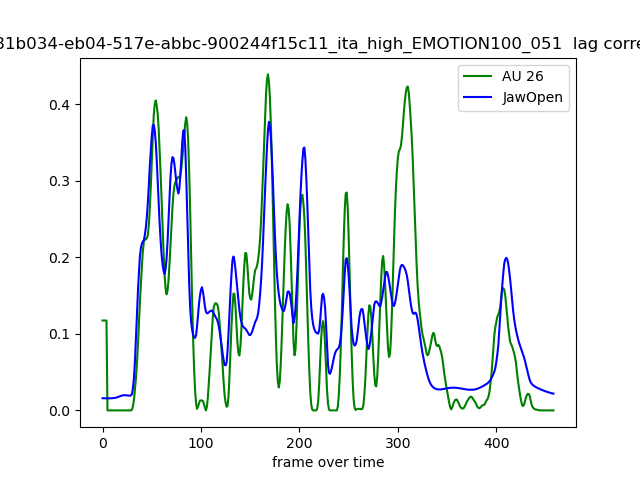 31b034-eb04-517e-abbc-900244f15c11_ita_high_EMOTION100_051  lag corre
AU 26
JawOpen
0.4
0.3
0.2
0.1
0.0
0 100 200 300 400
frame over time